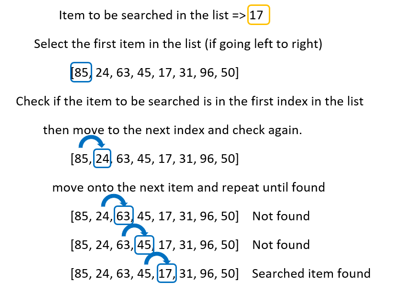 Item to be searched in the list => 17
Select the first item in the list (if going left to right)
[85, 24, 63, 45, 17, 31, 96, 50]
Check if the item to be searched is in the first index in the list
then move to the next index and check again.
[85, 24, 63, 45, 17, 31, 96, 50]
move onto the next item and repeat until found
[85, 24, 63, 45, 17, 31, 96, 50] Not found
[85, 24, 63, 45, 17, 31, 96, 50] Not found
[85, 24, 63, 45, 17, 31, 96, 50] Searched item found